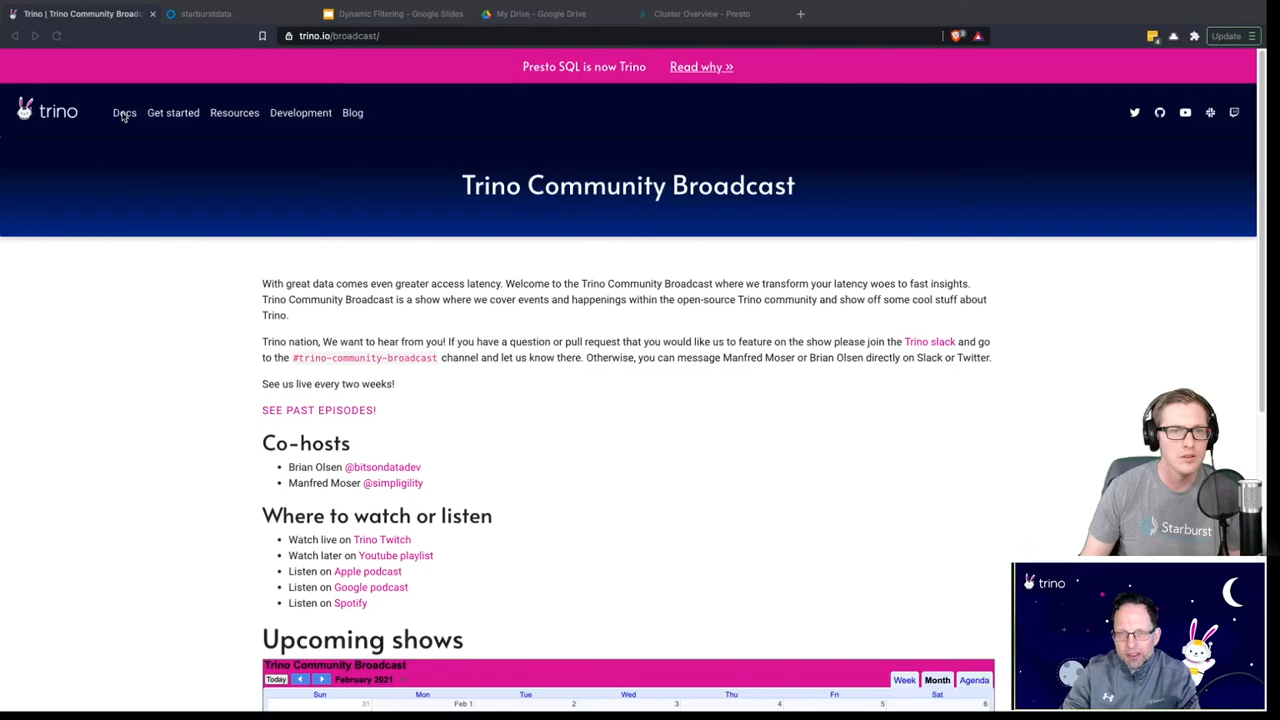 Trino | Trino Community Broadc
starburstdata
Dynamic Filtering - Google Slides
My Drive - Google Drive
Cluster Overview - Presto
trino.io/broadcast/
Update
Presto SQL is now Trino Read why »
trino
Docs
Get started
Resources
Development
Blog
Trino Community Broadcast
With great data comes even greater access latency. Welcome to the Trino Community Broadcast where we transform your latency woes to fast insights.
Trino Community Broadcast is a show where we cover events and happenings within the open-source Trino community and show off some cool stuff about
Trino.
Trino nation, We want to hear from you! If you have a question or pull request that you would like us to feature on the show please join the Trino slack and go
to the #trino-community-broadcast channel and let us know there. Otherwise, you can message Manfred Moser or Brian Olsen directly on Slack or Twitter.
See us live every two weeks!
SEE PAST EPISODES!
Co-hosts
Brian Olsen @bitsondatadev
Manfred Moser @simpligility
Where to watch or listen
Watch live on Trino Twitch
Watch later on Youtube playlist
Listen on Apple podcast
Listen on Google podcast
Listen on Spotify
Upcoming shows
Trino Community Broadcast
Today
February 2021
Week
Month
Agenda
Sun Mon Tue Wed Thu Fri Sat
31 Feb 1 2 3 4 5 6
Starburst
trino